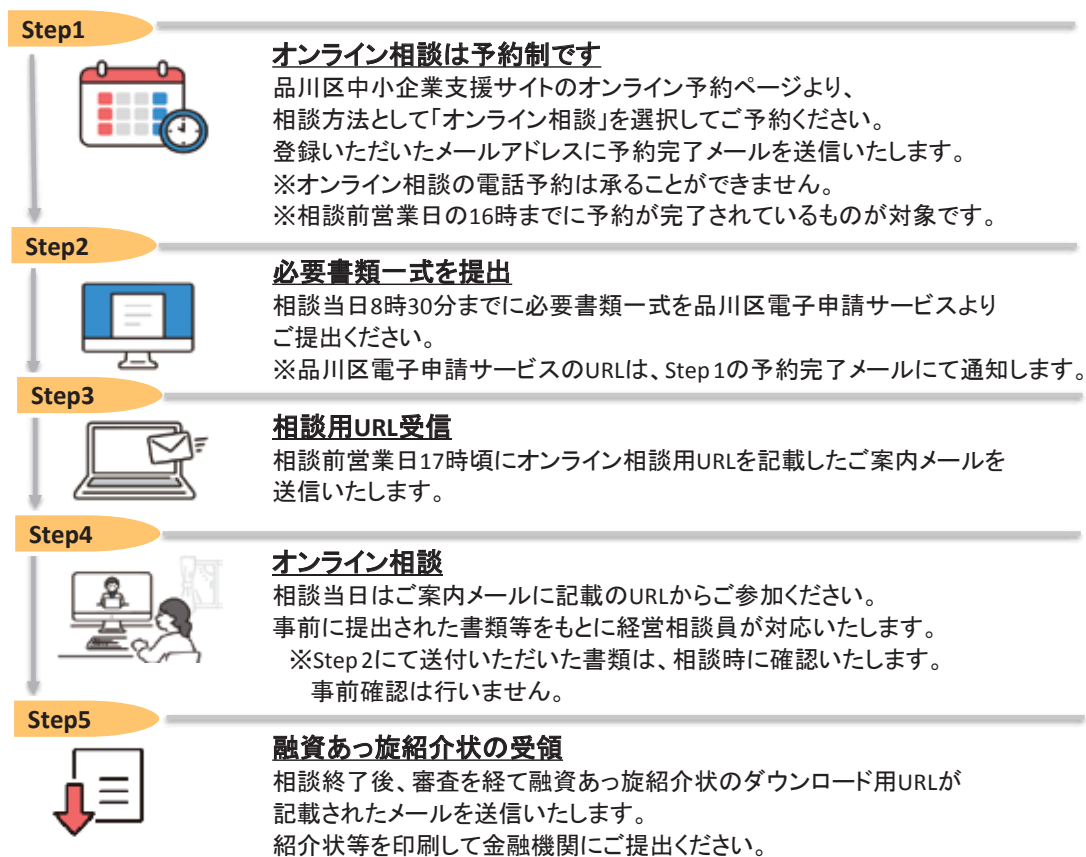 Step1
オンライン相談は予約制です
品川区中小企業支援サイトのオンライン予約ページより、
相談方法として「オンライン相談」を選択してご予約ください。
登録いただいたメールアドレスに予約完了メールを送信いたします。
※オンライン相談の電話予約は承ることができません。
※相談前営業日の16時までに予約が完了されているものが対象です。
Step2
必要書類一式を提出
相談当日8時30分までに必要書類一式を品川区電子申請サービスより
ご提出ください。
※品川区電子申請サービスのURLは、Step1の予約完了メールにて通知します。
Step3
相談用URL受信
相談前営業日17時頃にオンライン相談用URLを記載したご案内メールを
送信いたします。
Step4
オンライン相談
相談当日はご案内メールに記載のURLからご参加ください。
事前に提出された書類等をもとに経営相談員が対応いたします。
※Step2にて送付いただいた書類は、相談時に確認いたします。
事前確認は行いません。
Step5
融資あっ旋紹介状の受領
相談終了後、審査を経て融資あっ旋紹介状のダウンロード用URLが
記載されたメールを送信いたします。
紹介状等を印刷して金融機関にご提出ください。